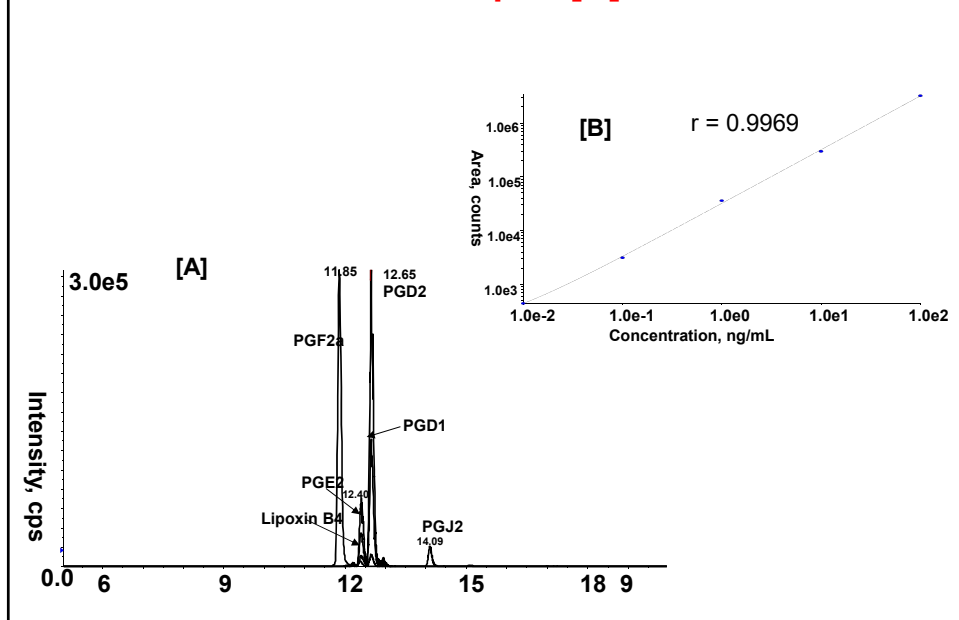 [B]
r = 0.9969
1.0e6
1.0e5
1.0e4
1.0e3
Area, counts
1.0e-2 1.0e-1 1.0e0 1.0e1 1.0e2
Concentration, ng/mL
[A]
3.0e5
11.85
12.65
PGD2
PGF2a
PGD1
PGE2
12.40
Lipoxin B4
PGJ2
14.09
Intensity, cps
0.0 6 9 12 15 18 9